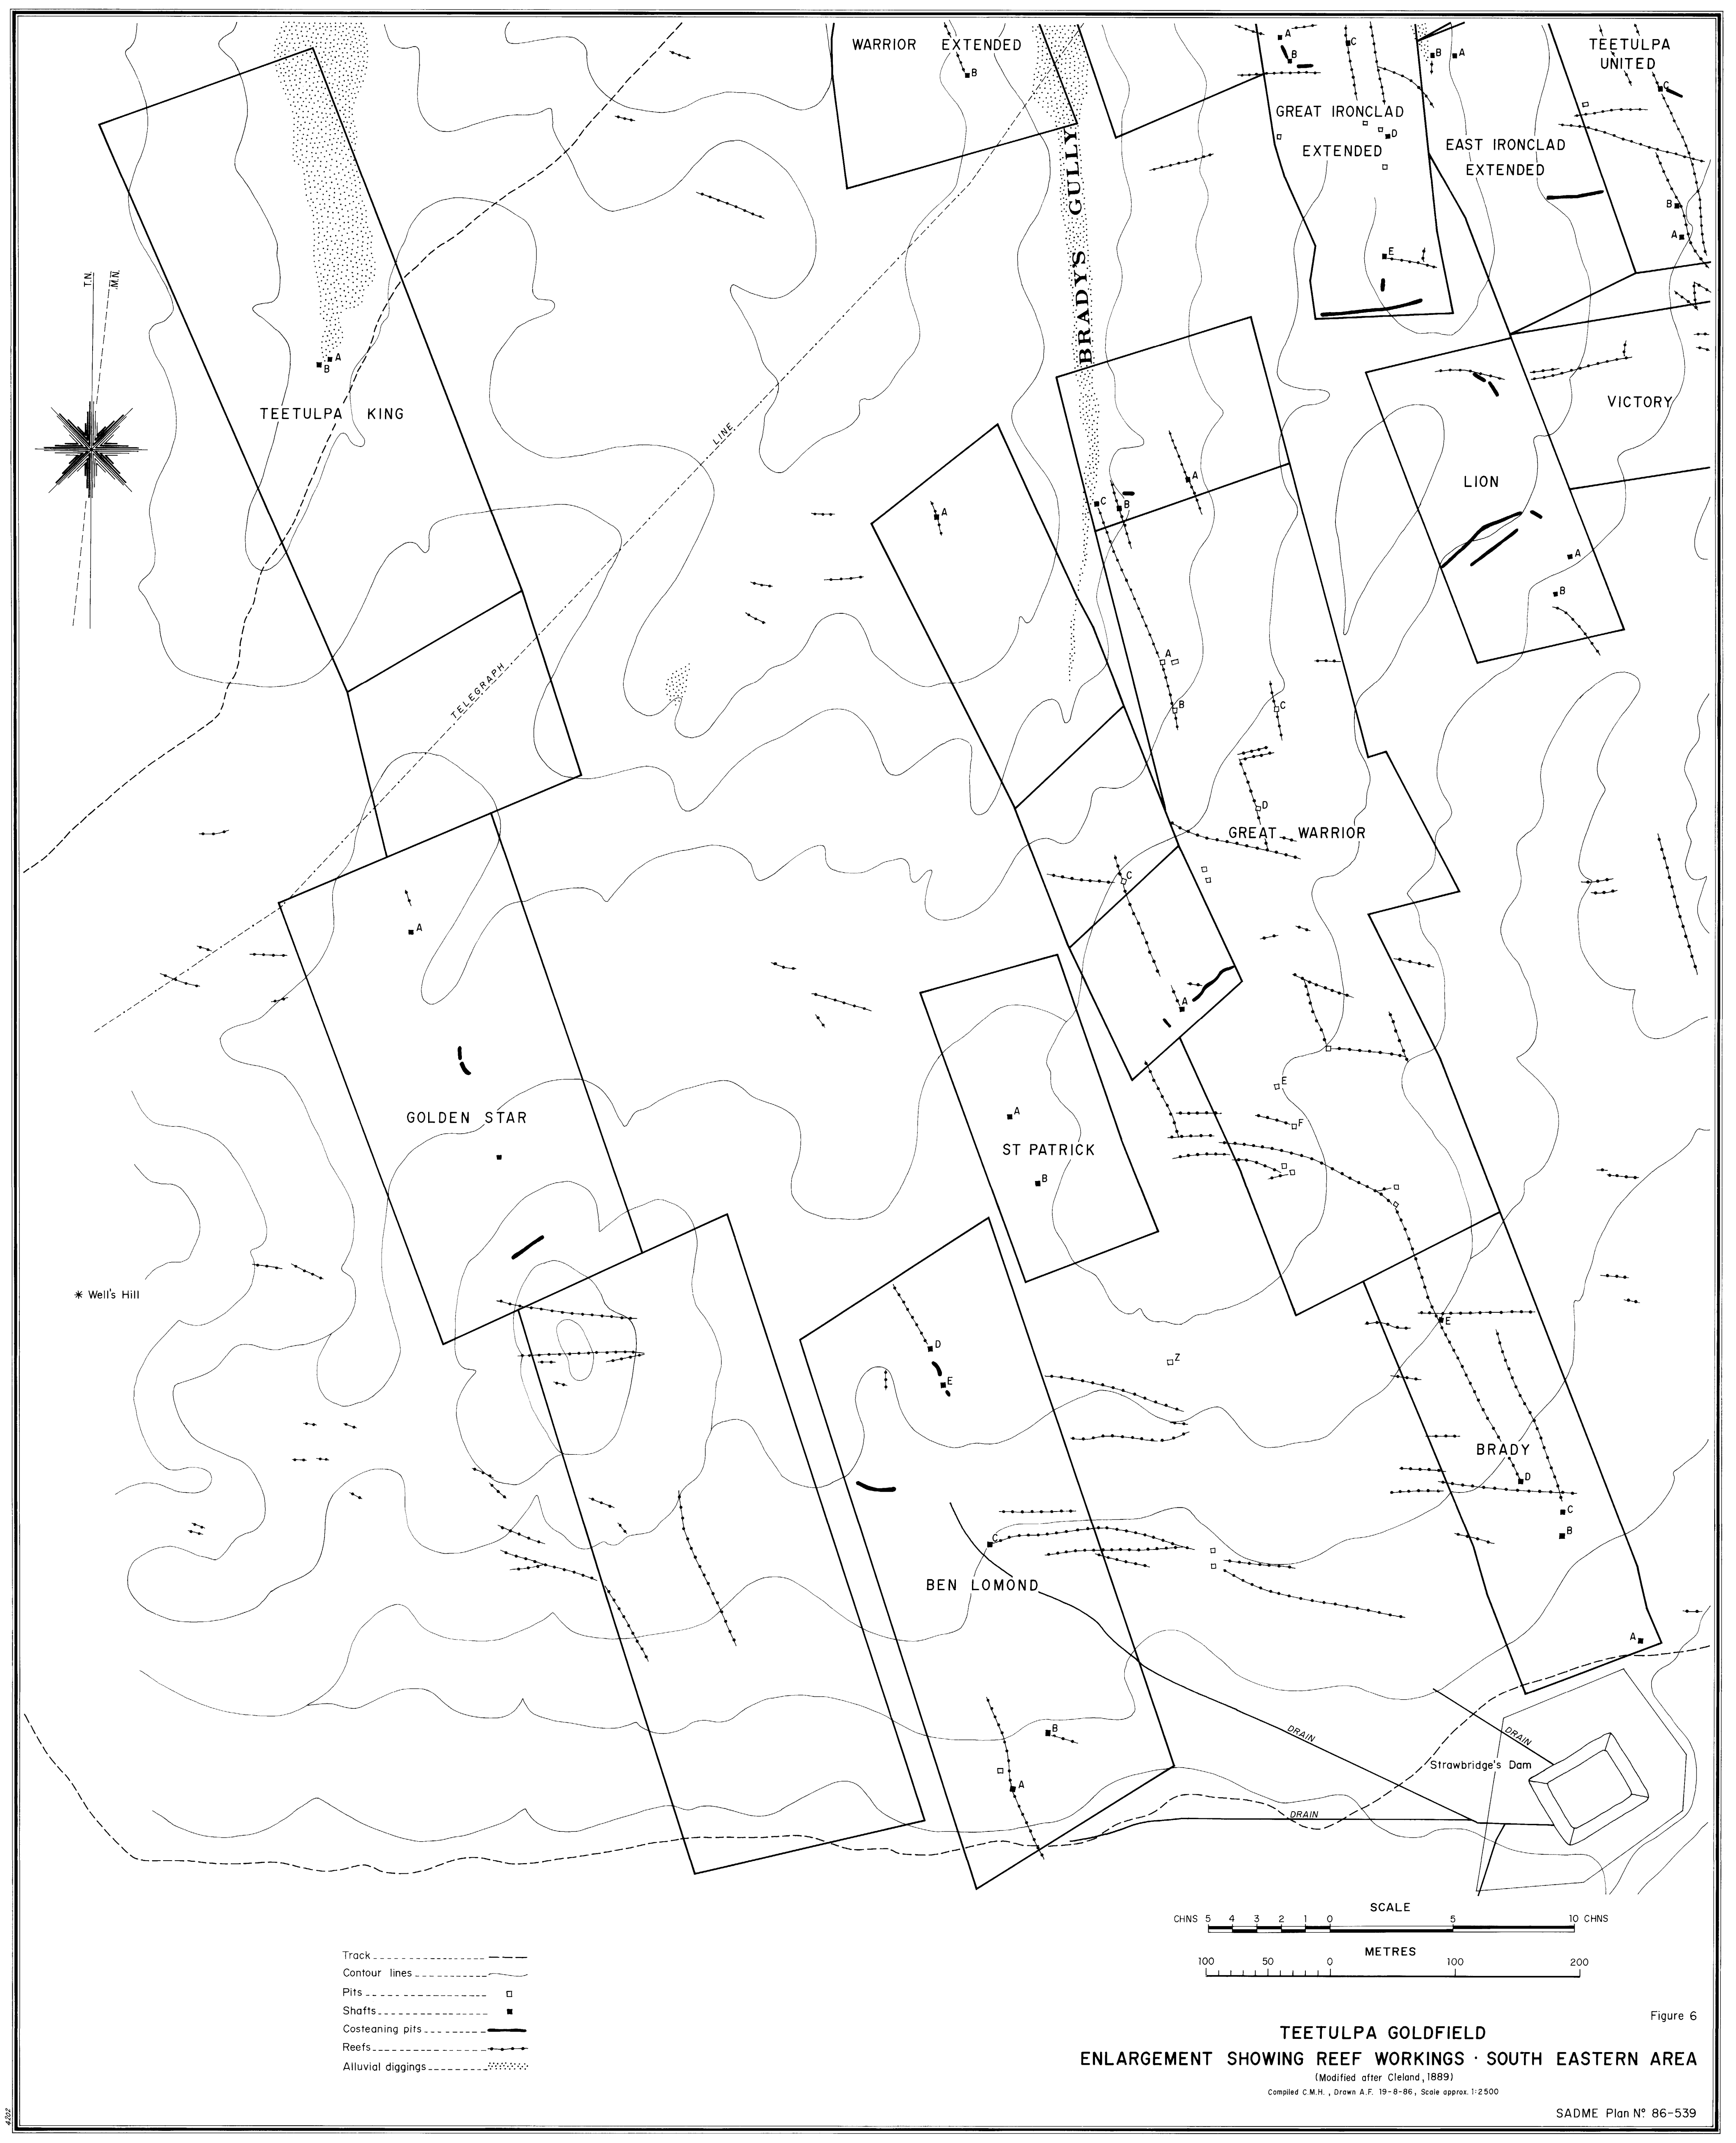 WARRIOR EXTENDED
B
A
B
C
B
A
TEETULPA
UNITED
C
GREAT IRONCLAD
EXTENDED
D
EAST IRONCLAD
EXTENDED
B
A
E
BRADYS GULLY
T.N.
M.N.
A
B
TEETULPA KING
LINE
TELEGRAPH
VICTORY
LION
A
B
A
A
B
C
A
B
C
D
GREAT WARRIOR
C
A
A
GOLDEN STAR
E
F
A
ST PATRICK
B
Well's Hill
D
E
Z
E
BRADY
D
C
B
C
BEN LOMOND
A
B
A
DRAIN
DRAIN
Strawbridge's Dam
DRAIN
SCALE
CHNS 5 4 3 2 1 0 5 10 CHNS
METRES
100 50 0 100 200
Track
Contour lines
Pits
Shafts
Costeaning pits
Reefs
Alluvial diggings
Figure 6
TEETULPA GOLDFIELD
ENLARGEMENT SHOWING REEF WORKINGS · SOUTH EASTERN AREA
(Modified after Cleland, 1889)
Compiled C.M.H., Drawn A.F. 19-8-86, Scale approx. 1:2500
SADME Plan Nº 86-539
4202